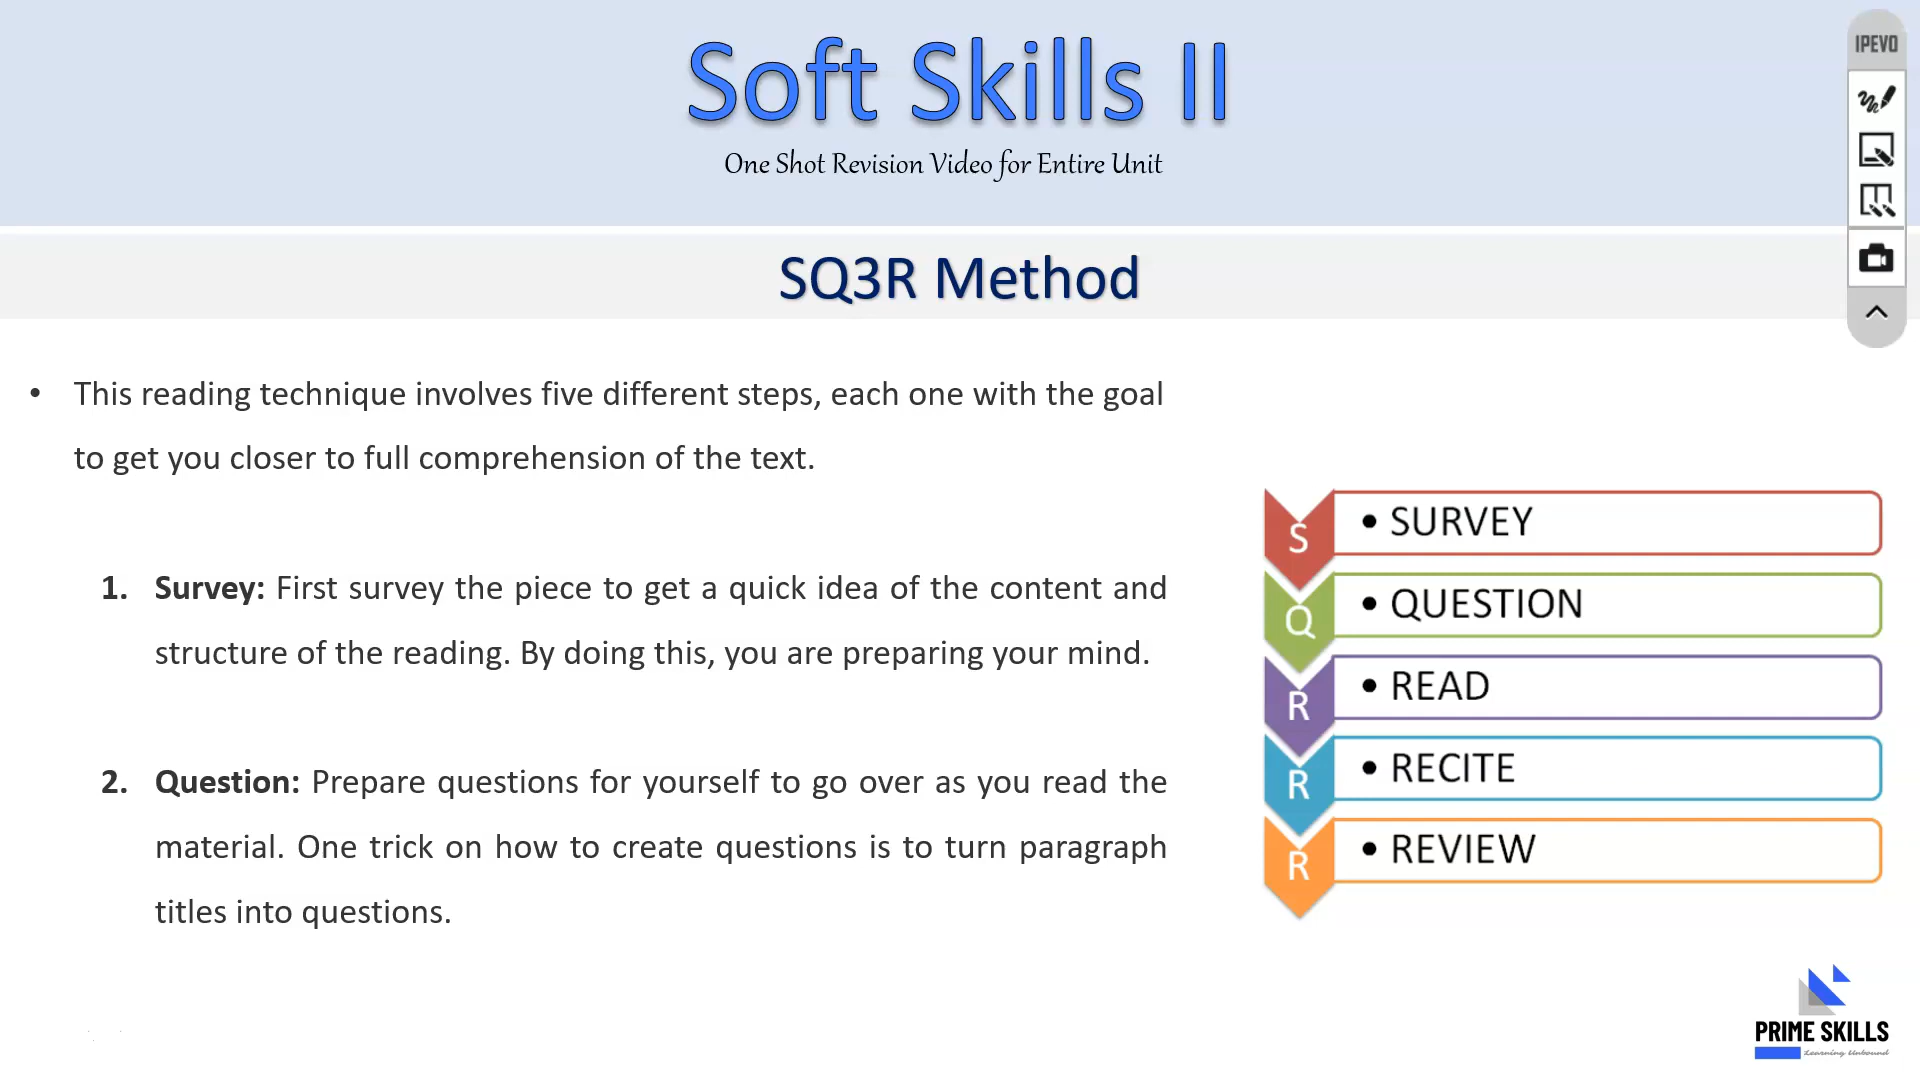 Soft Skills II
One Shot Revision Video for Entire Unit
IPEVO
SQ3R Method
• This reading technique involves five different steps, each one with the goal
to get you closer to full comprehension of the text.
1. Survey: First survey the piece to get a quick idea of the content and
structure of the reading. By doing this, you are preparing your mind.
2. Question: Prepare questions for yourself to go over as you read the
material. One trick on how to create questions is to turn paragraph
titles into questions.
S • SURVEY
Q • QUESTION
R • READ
R • RECITE
R • REVIEW
PRIME SKILLS
Learning Unbound